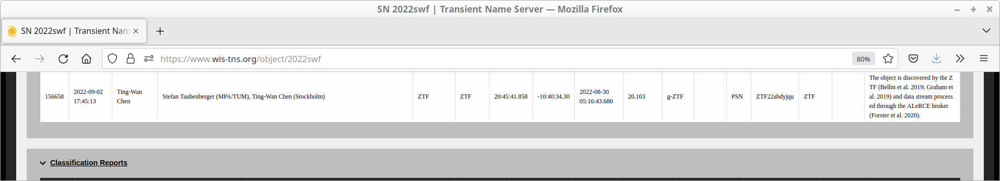 SN 2022swf | Transient Name Server — Mozilla Firefox
SN 2022swf | Transient Nam
https://www.wis-tns.org/object/2022swf
80%
156658
2022-09-02
17:45:13
Ting-Wan
Chen
Stefan Taubenberger (MPA/TUM), Ting-Wan Chen (Stockholm)
ZTF
ZTF
20:45:41.858
-10:40:34.30
2022-08-30
05:16:43.680
20.103
g-ZTF
PSN
ZTF22abdyjqu
ZTF
The object is discovered by the Z
TF (Bellm et al. 2019; Graham et
al. 2019) and data stream process
ed through the ALeRCE broker
(Forster et al. 2020).
Classification Reports